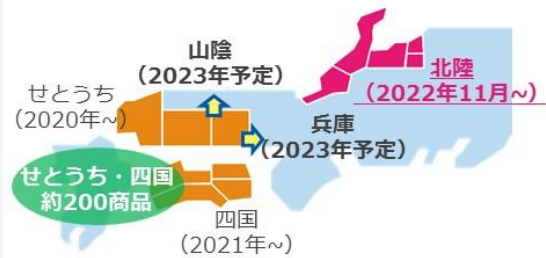 山陰
（2023年予定）
北陸
（2022年11月~）
せとうち
（2020年~）
兵庫
（2023年予定）
せとうち・四国
約200商品
四国
（2021年~）